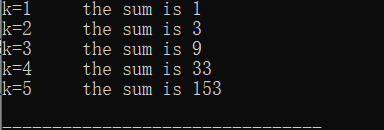 k=1     the sum is 1
k=2     the sum is 3
k=3     the sum is 9
k=4     the sum is 33
k=5     the sum is 153
--------------------------------